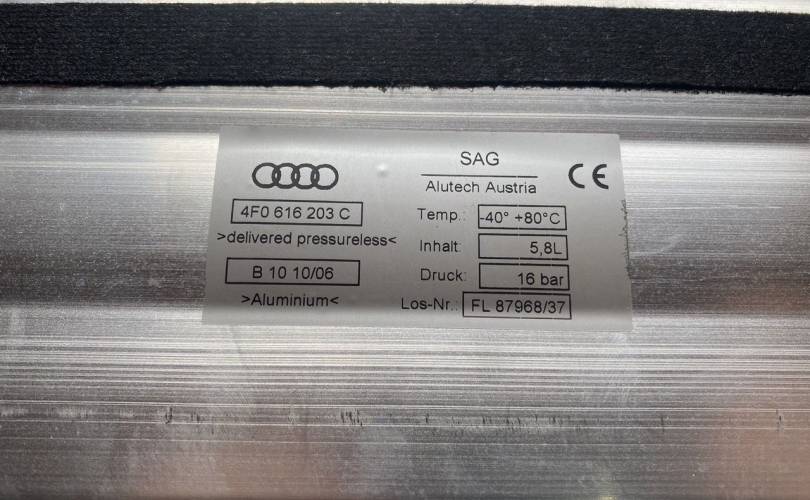 4F0 616 203 C
>delivered pressureless<
B 10 10/06
>Aluminium<
SAG
Alutech Austria
CE
Temp.: -40° +80°C
Inhalt: 5,8L
Druck: 16 bar
Los-Nr.: FL 87968/37